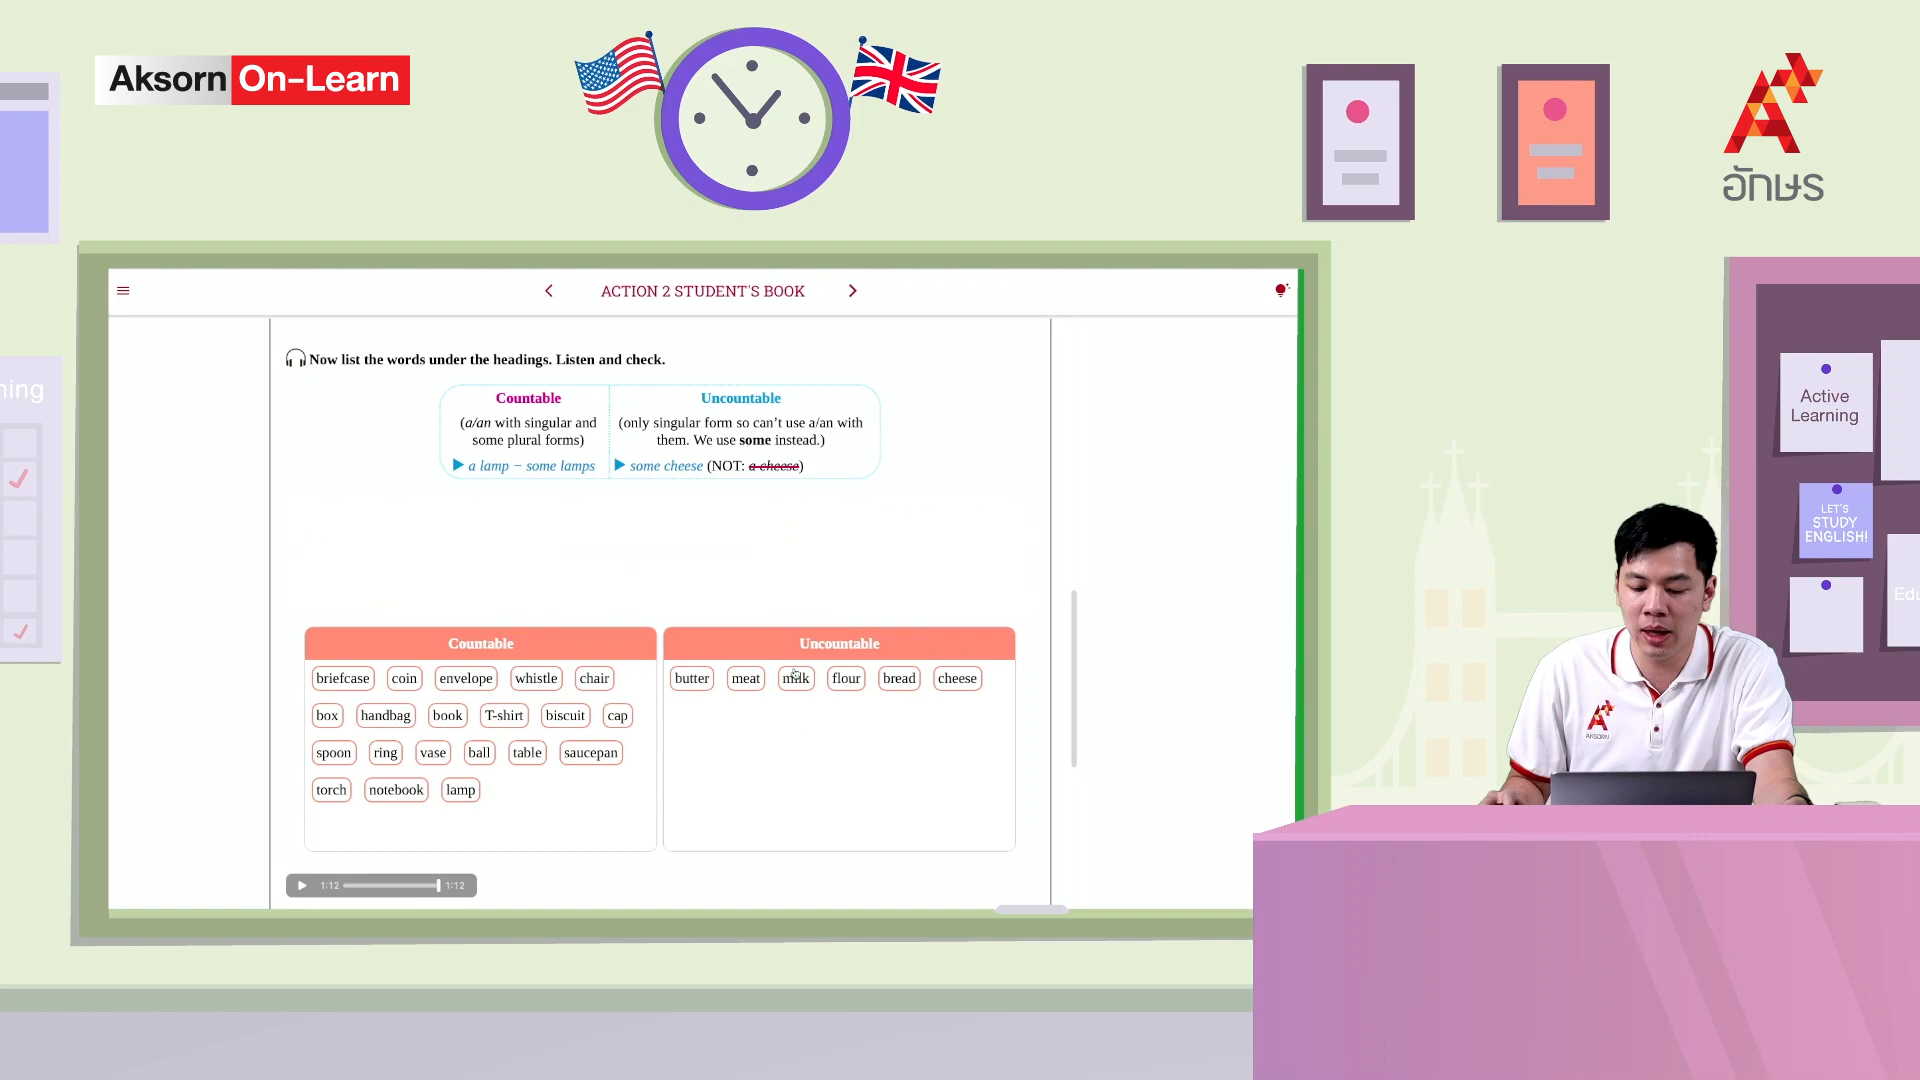 Aksorn On-Learn
อักษร
ning
ACTION 2 STUDENT'S BOOK
Now list the words under the headings. Listen and check.
Countable
(a/an with singular and
some plural forms)
a lamp – some lamps
Uncountable
(only singular form so can't use a/an with
them. We use some instead.)
some cheese (NOT: a cheese)
Countable
briefcase coin envelope whistle chair
box handbag book T-shirt biscuit cap
spoon ring vase ball table saucepan
torch notebook lamp
Uncountable
butter meat milk flour bread cheese
1:12 1:12
Active
Learning
LET'S
STUDY
ENGLISH!
Edu
AKSORN